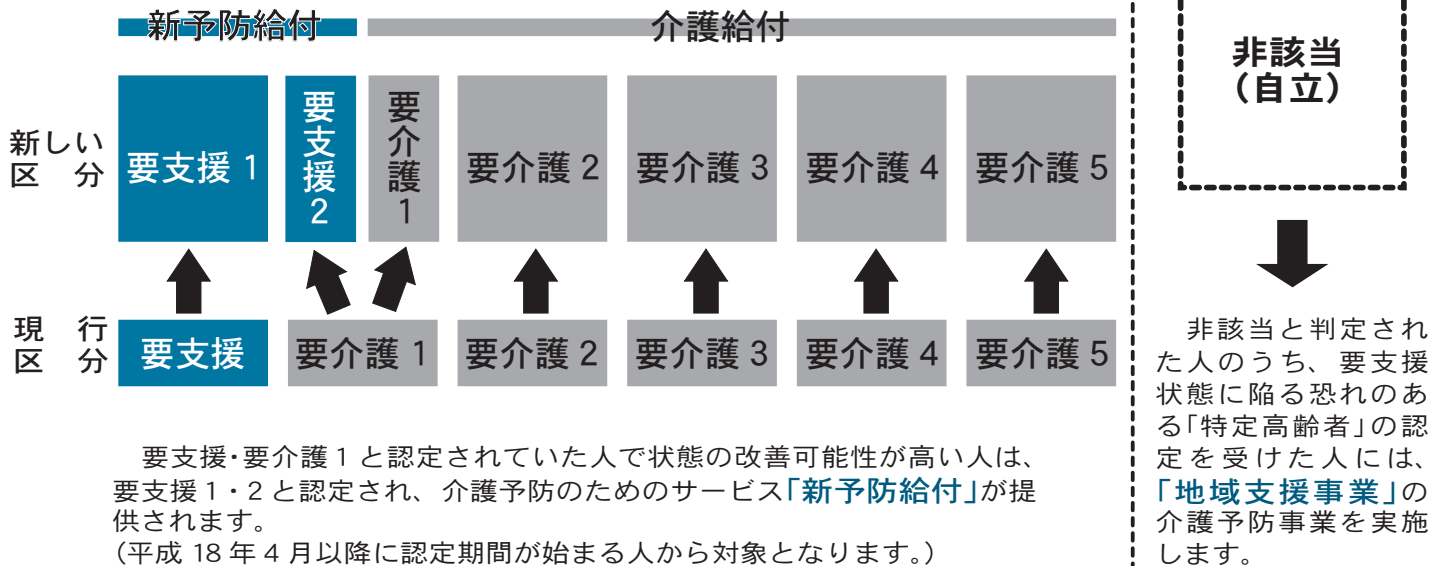 新予防給付
介護給付
新しい
区　分
要支援 1
要支援2
要介護1
要介護 2
要介護 3
要介護 4
要介護 5
現　行
区　分
要支援
要介護 1
要介護 2
要介護 3
要介護 4
要介護 5
　要支援･要介護 1 と認定されていた人で状態の改善可能性が高い人は、
要支援 1・2 と認定され、介護予防のためのサービス「新予防給付」が提
供されます。
（平成 18 年 4 月以降に認定期間が始まる人から対象となります。）
非該当
（自立）
　非該当と判定され
た人のうち、要支援
状態に陥る恐れのあ
る「特定高齢者」の認
定を受けた人には、
「地域支援事業」の
介護予防事業を実施
します。